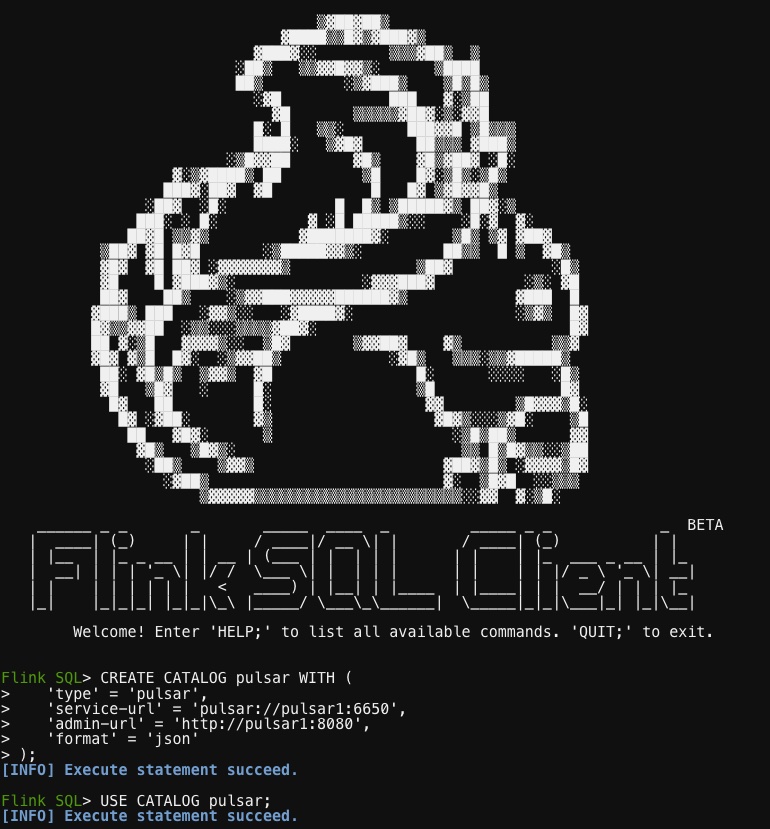 Flink SQL Client BETA
Welcome! Enter 'HELP;' to list all available commands. 'QUIT;' to exit.
Flink SQL> CREATE CATALOG pulsar WITH (
>    'type' = 'pulsar',
>    'service-url' = 'pulsar://pulsar1:6650',
>    'admin-url' = 'http://pulsar1:8080',
>    'format' = 'json'
> );
[INFO] Execute statement succeed.
Flink SQL> USE CATALOG pulsar;
[INFO] Execute statement succeed.